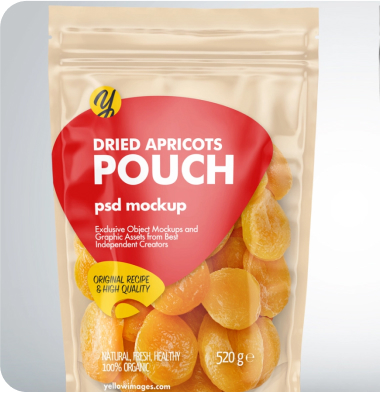 Y
DRIED APRICOTS
POUCH
psd mockup
Exclusive Object Mockups and
Graphic Assets from Best
Independent Creators
ORIGINAL RECIPE
& HIGH QUALITY
NATURAL, FRESH, HEALTHY
100% ORGANIC
520 g e
yellowimages.com